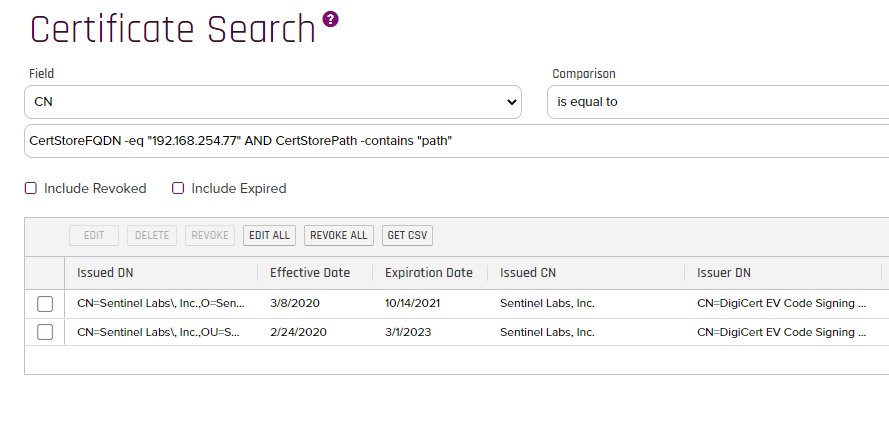 Certificate Search ?
Field Comparison
CN is equal to
CertStoreFQDN -eq "192.168.254.77" AND CertStorePath -contains "path"
Include Revoked Include Expired
EDIT DELETE REVOKE EDIT ALL REVOKE ALL GET CSV
Issued DN Effective Date Expiration Date Issued CN Issuer DN
CN=Sentinel Labs\, Inc.,O=Sen... 3/8/2020 10/14/2021 Sentinel Labs, Inc. CN=DigiCert EV Code Signing ...
CN=Sentinel Labs\, Inc.,OU=S... 2/24/2020 3/1/2023 Sentinel Labs, Inc. CN=DigiCert EV Code Signing ...